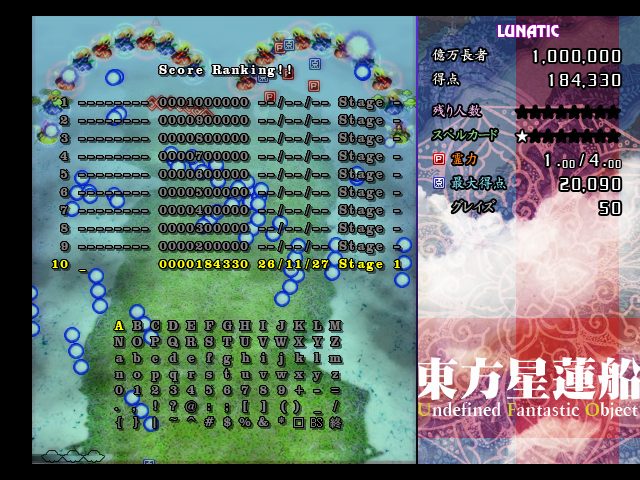 LUNATIC
億万長者 1,000,000
得点 184,330
残り人数
スペルカード
P 霊力 1.00/4.00
点 最大得点 20,090
グレイズ 50
Score Ranking!!
1 -------- 0001000000 --/--/-- Stage -
2 -------- 0000900000 --/--/-- Stage -
3 -------- 0000800000 --/--/-- Stage -
4 -------- 0000700000 --/--/-- Stage -
5 -------- 0000600000 --/--/-- Stage -
6 -------- 0000500000 --/--/-- Stage -
7 -------- 0000400000 --/--/-- Stage -
8 -------- 0000300000 --/--/-- Stage -
9 -------- 0000200000 --/--/-- Stage -
10 _ 0000184330 26/11/27 Stage 1
A B C D E F G H I J K L M
N O P Q R S T U V W X Y Z
a b c d e f g h i j k l m
n o p q r s t u v w x y z
0 1 2 3 4 5 6 7 8 9 + - =
. , ! ? @ : ; [ ] ( ) _ /
{ } | ~ ^ # $ % & * □ BS 終
東方星蓮船
Undefined Fantastic Object